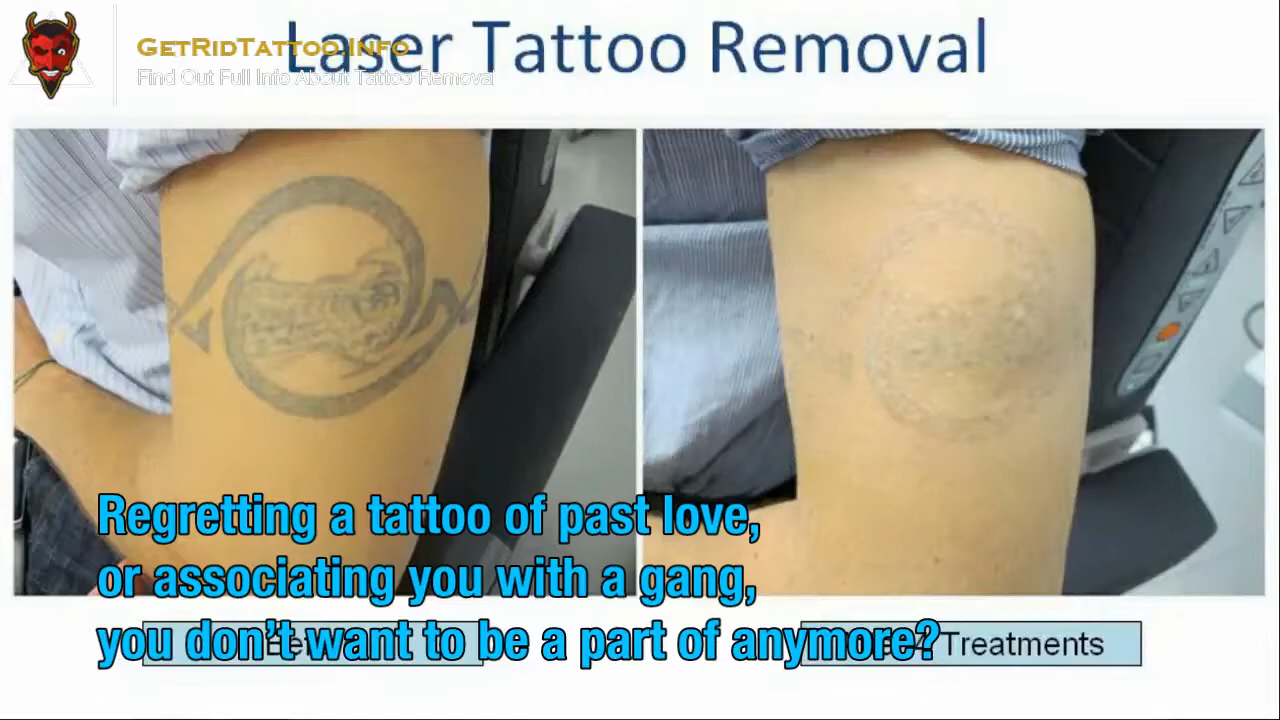 Laser Tattoo Removal
GetRidTattoo.Info
Find Out Full Info About Tattoo Removal
Regretting a tattoo of past love,
or associating you with a gang,
you don't want to be a part of anymore?
4 Treatments